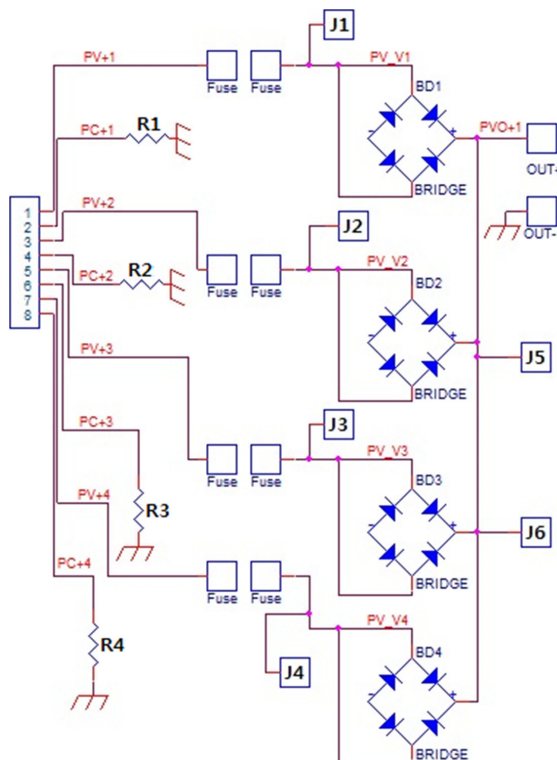 J1
PV+1
PV_V1
Fuse
Fuse
BD1
PC+1
R1
-
+
PVO+1
OUT+
BRIDGE
1
2
3
4
5
6
7
8
PV+2
J2
OUT-
PC+2
R2
Fuse
Fuse
PV_V2
BD2
-
+
J5
BRIDGE
PV+3
J3
PC+3
PV_V3
Fuse
Fuse
BD3
PV+4
R3
-
+
J6
PC+4
BRIDGE
Fuse
Fuse
PV_V4
R4
J4
BD4
-
+
BRIDGE